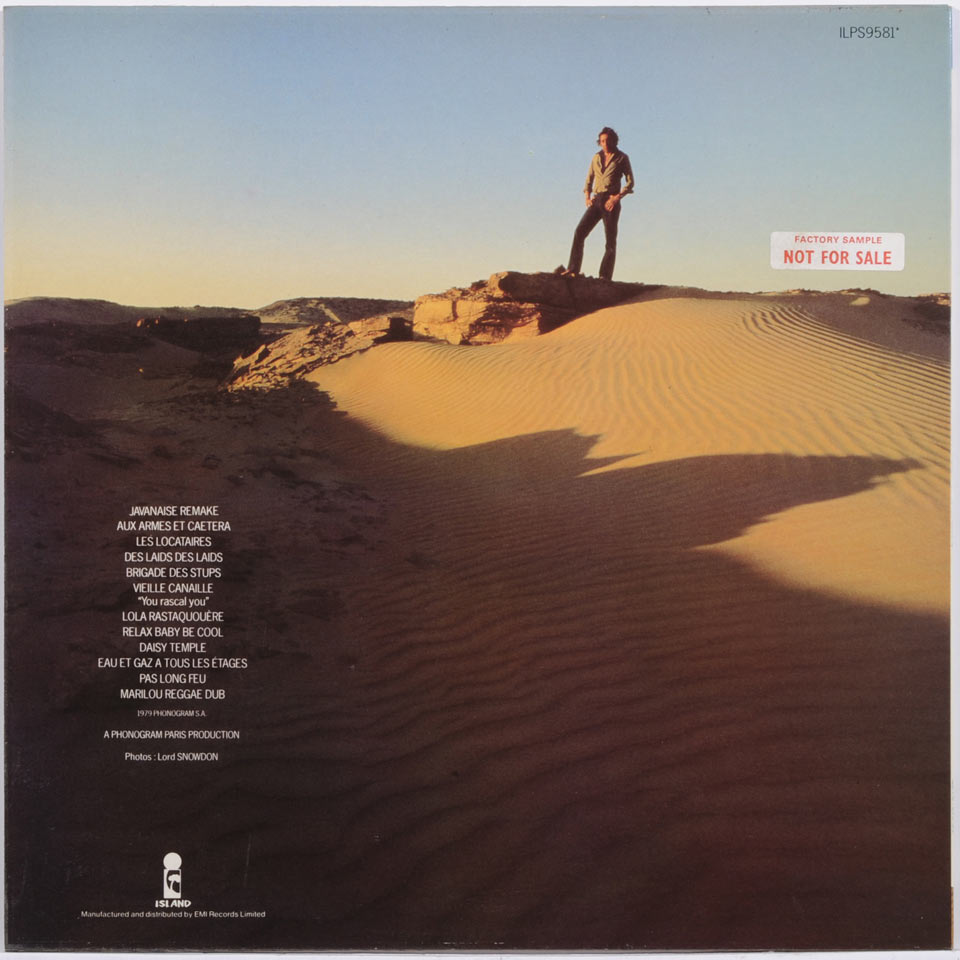 ILPS9581*
FACTORY SAMPLE
NOT FOR SALE
JAVANAISE REMAKE
AUX ARMES ET CAETERA
LES LOCATAIRES
DES LAIDS DES LAIDS
BRIGADE DES STUPS
VIEILLE CANAILLE
"You rascal you"
LOLA RASTAQUOUÈRE
RELAX BABY BE COOL
DAISY TEMPLE
EAU ET GAZ A TOUS LES ÉTAGES
PAS LONG FEU
MARILOU REGGAE DUB
1979 PHONOGRAM S.A.
A PHONOGRAM PARIS PRODUCTION
Photos : Lord SNOWDON
ISLAND
Manufactured and distributed by EMI Records Limited